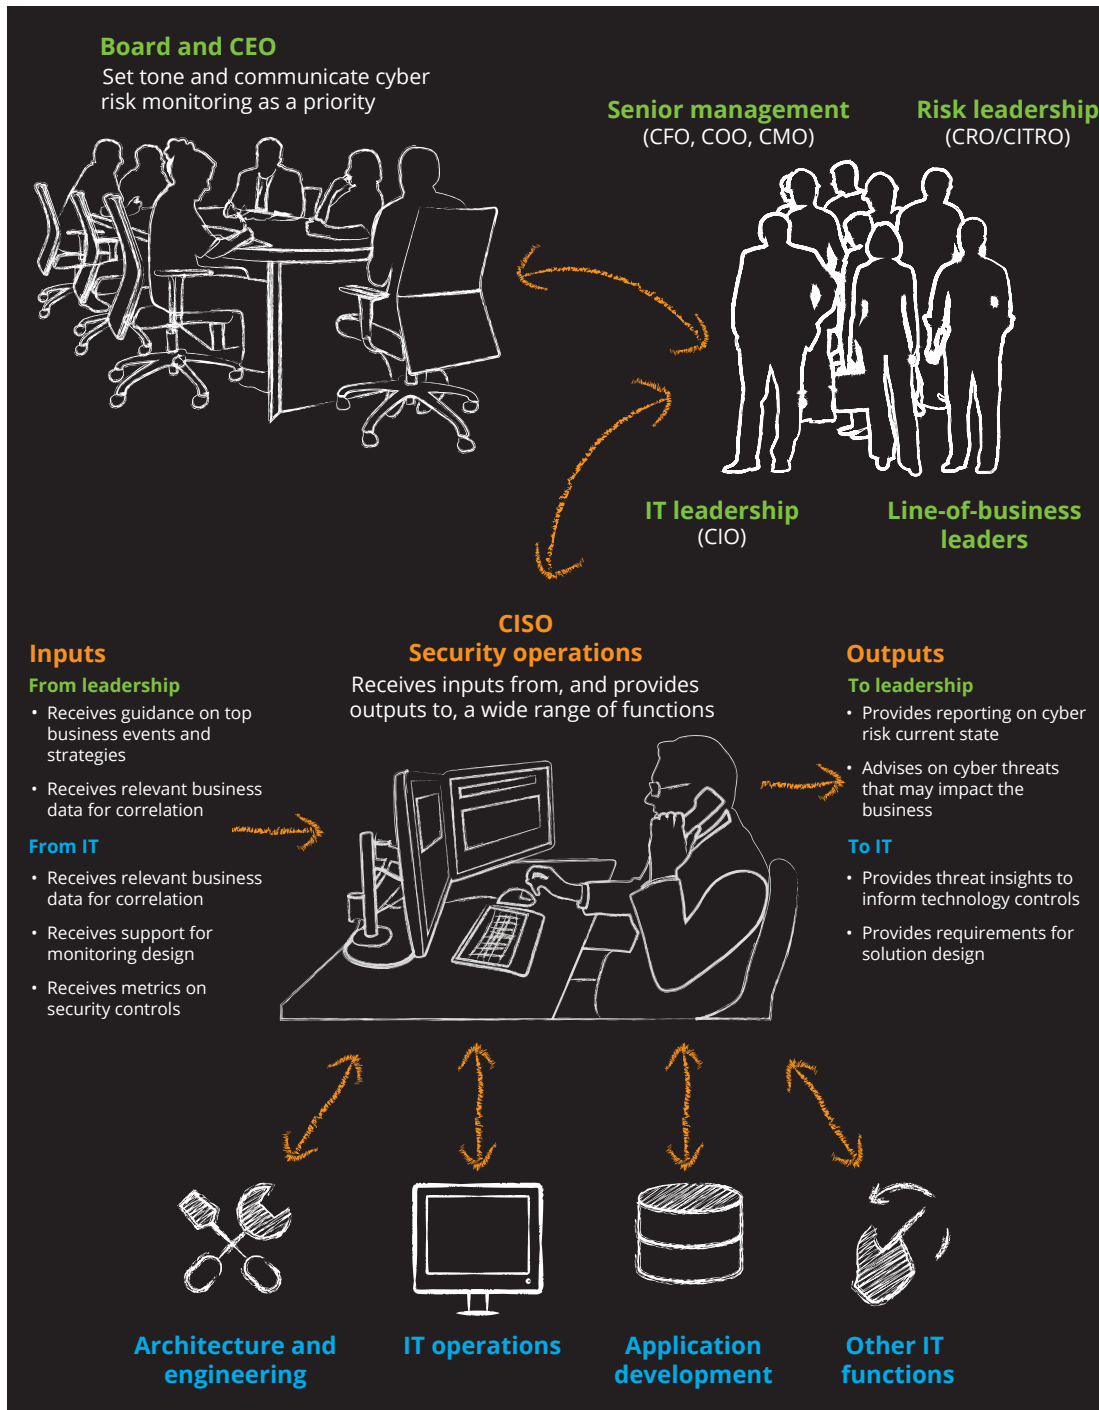 Board and CEO
Set tone and communicate cyber
risk monitoring as a priority
Senior management
(CFO, COO, CMO)
Risk leadership
(CRO/CITRO)
IT leadership
(CIO)
Line-of-business
leaders
CISO
Security operations
Receives inputs from, and provides
outputs to, a wide range of functions
Inputs
From leadership
• Receives guidance on top
business events and
strategies
• Receives relevant business
data for correlation
From IT
• Receives relevant business
data for correlation
• Receives support for
monitoring design
• Receives metrics on
security controls
Outputs
To leadership
• Provides reporting on cyber
risk current state
• Advises on cyber threats
that may impact the
business
To IT
• Provides threat insights to
inform technology controls
• Provides requirements for
solution design
Architecture and
engineering
IT operations
Application
development
Other IT
functions